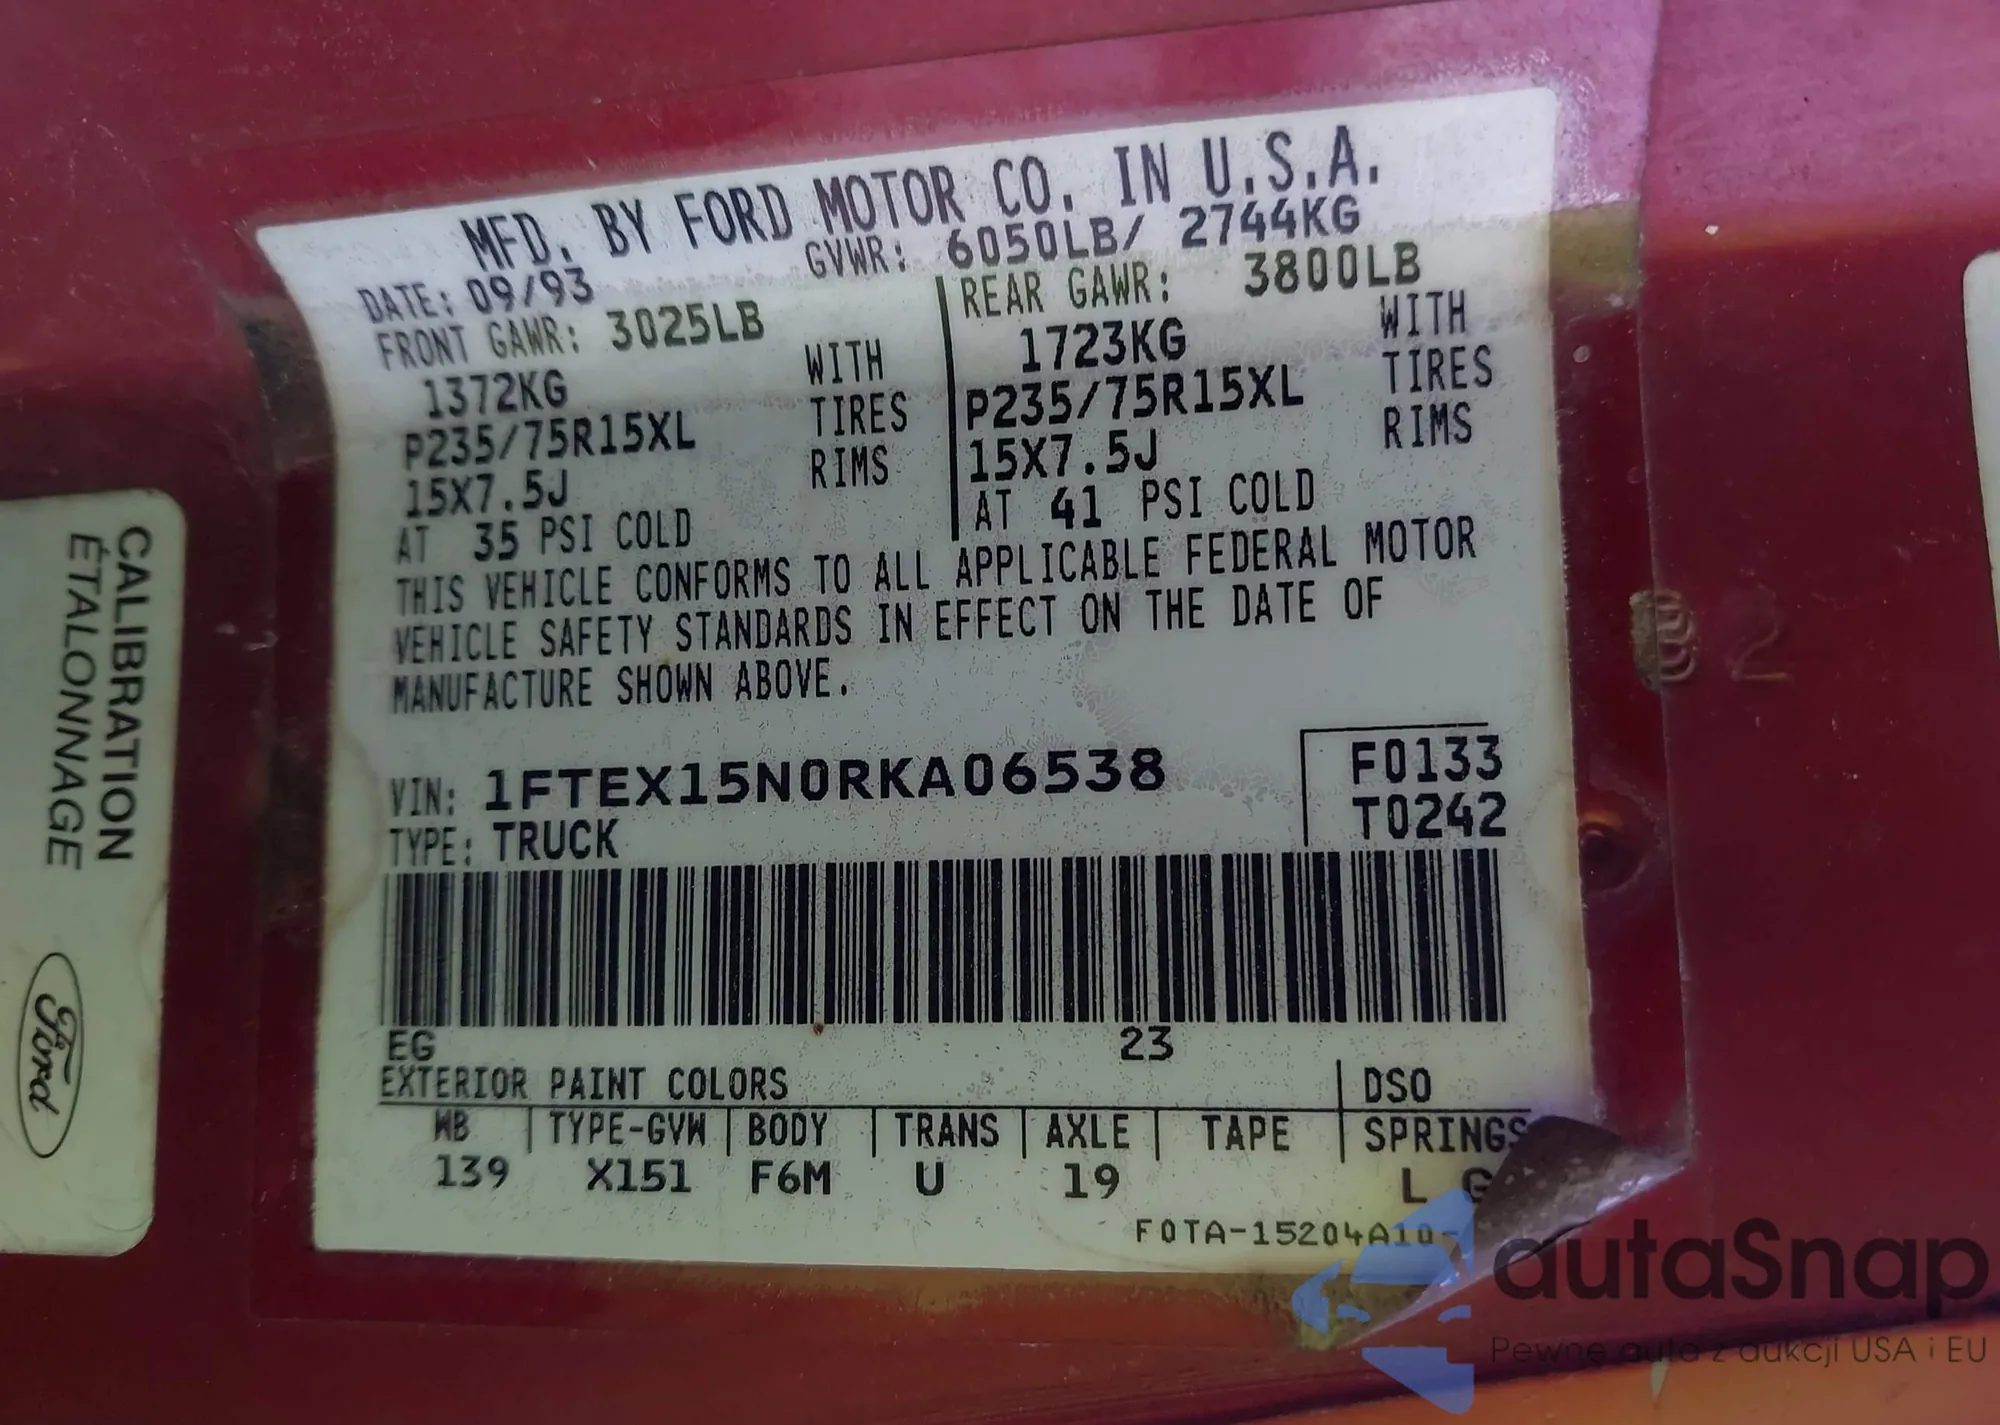 MFD. BY FORD MOTOR CO. IN U.S.A.
DATE: 09/93 GVWR: 6050LB/ 2744KG
FRONT GAWR: 3025LB REAR GAWR: 3800LB
1372KG WITH 1723KG WITH
P235/75R15XL TIRES P235/75R15XL TIRES
15X7.5J RIMS 15X7.5J RIMS
AT 35 PSI COLD AT 41 PSI COLD
THIS VEHICLE CONFORMS TO ALL APPLICABLE FEDERAL MOTOR
VEHICLE SAFETY STANDARDS IN EFFECT ON THE DATE OF
MANUFACTURE SHOWN ABOVE.
VIN: 1FTEX15N0RKA06538 F0133
TYPE: TRUCK T0242
EG 23
EXTERIOR PAINT COLORS DSO
WB TYPE-GVW BODY TRANS AXLE TAPE SPRINGS
139 X151 F6M U 19 L G
F0TA-15204A10-
CALIBRATION
ÉTALONNAGE
Ford
2
autaSnap
Pewne auta z aukcji USA i EU